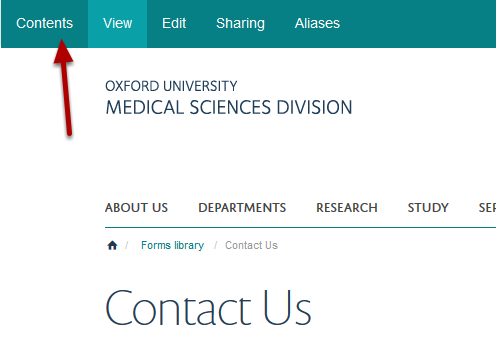 Contents View Edit Sharing Aliases
OXFORD UNIVERSITY
MEDICAL SCIENCES DIVISION
ABOUT US DEPARTMENTS RESEARCH STUDY SE
/ Forms library / Contact Us
Contact Us